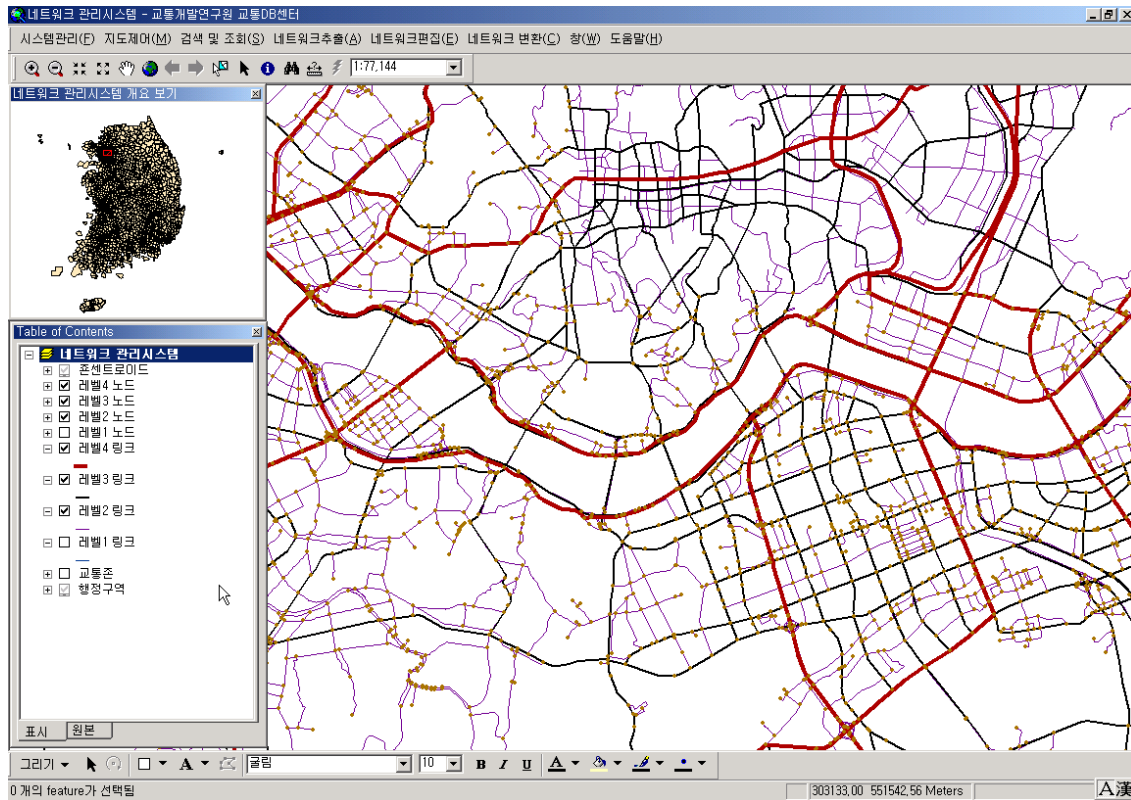 네트워크 관리시스템 - 교통개발연구원 교통DB센터
시스템관리(F) 지도제어(M) 검색 및 조회(S) 네트워크추출(A) 네트워크편집(E) 네트워크 변환(C) 창(W) 도움말(H)
1:77,144
네트워크 관리시스템 개요 보기
Table of Contents
네트워크 관리시스템
존센트로이드
레벨4 노드
레벨3 노드
레벨2 노드
레벨1 노드
레벨4 링크
레벨3 링크
레벨2 링크
레벨1 링크
교통존
행정구역
표시 원본
그리기 A 굴림 10 B I U A
0 개의 feature가 선택됨 303133,00 551542,56 Meters A漢